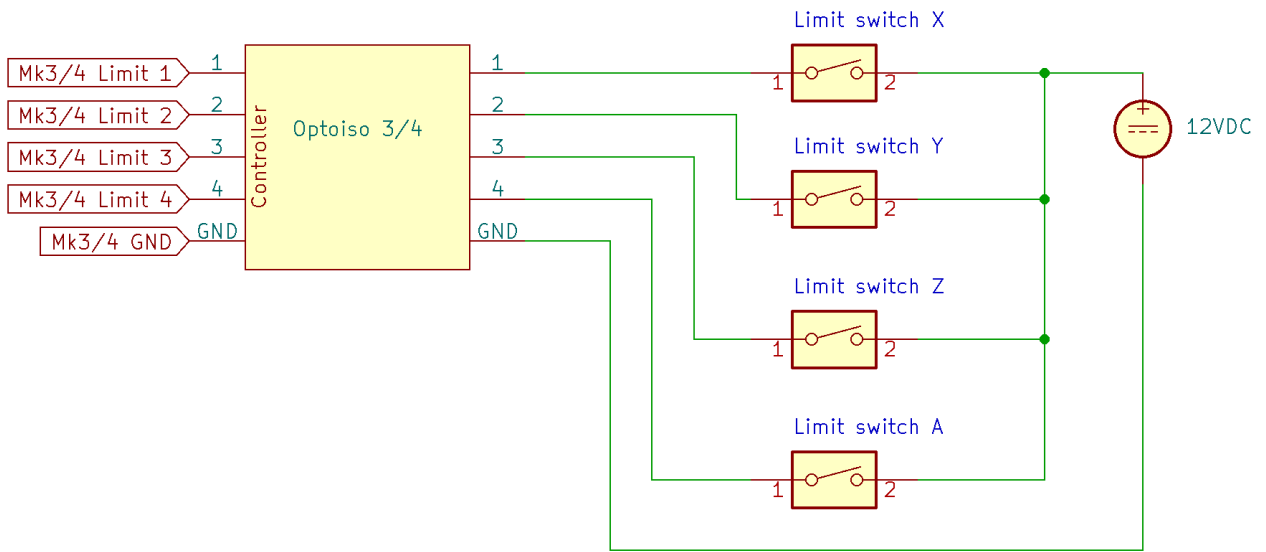 Limit switch X
Mk3/4 Limit 1 1 1 1 2
Mk3/4 Limit 2 2 2
Optoiso 3/4
+
12VDC
Limit switch Y
Mk3/4 Limit 3 3 3
Controller
Mk3/4 Limit 4 4 4 1 2
Mk3/4 GND GND GND
Limit switch Z
1 2
Limit switch A
1 2